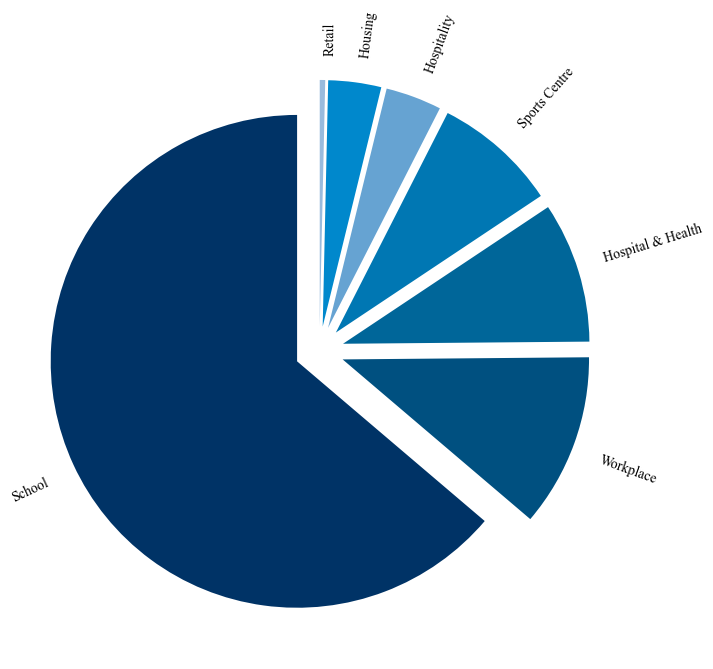 Retail
Housing
Hospitality
Sports Centre
Hospital & Health
Workplace
School